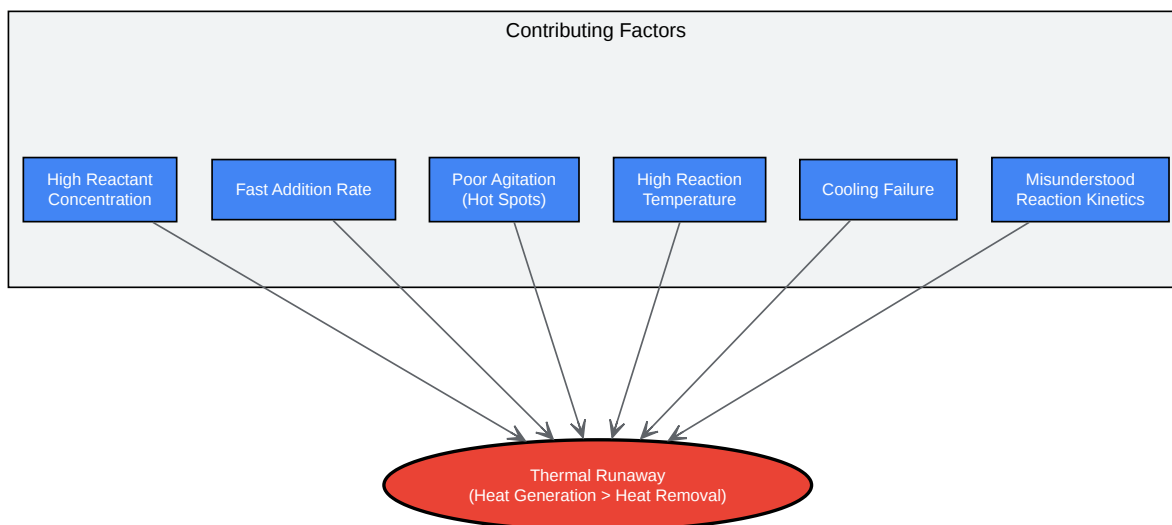 Contributing Factors
High Reactant
Concentration
Fast Addition Rate
Poor Agitation
(Hot Spots)
High Reaction
Temperature
Cooling Failure
Misunderstood
Reaction Kinetics
Thermal Runaway
(Heat Generation > Heat Removal)